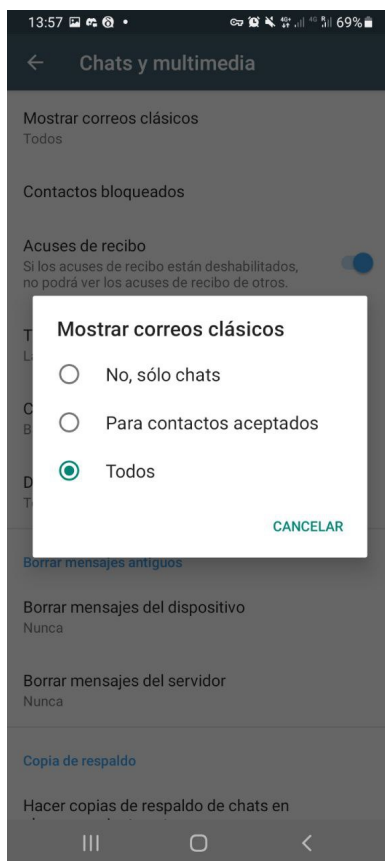 13:57
69%
Chats y multimedia
Mostrar correos clásicos
Todos
Contactos bloqueados
Acuses de recibo
Si los acuses de recibo están deshabilitados,
no podrá ver los acuses de recibo de otros.
Mostrar correos clásicos
No, sólo chats
Para contactos aceptados
Todos
CANCELAR
Borrar mensajes antiguos
Borrar mensajes del dispositivo
Nunca
Borrar mensajes del servidor
Nunca
Copia de respaldo
Hacer copias de respaldo de chats en